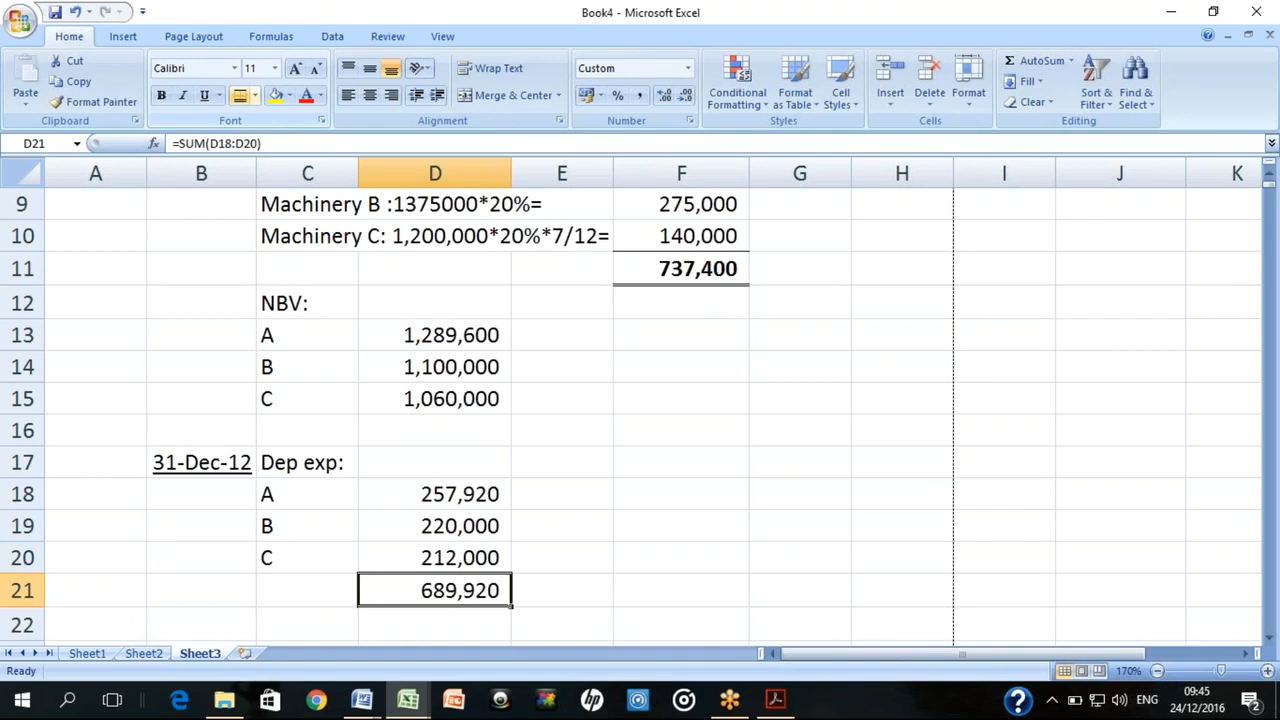 Book4 - Microsoft Excel
Home Insert Page Layout Formulas Data Review View
Paste
Cut
Copy
Format Painter
Clipboard
Calibri 11
B I U
Font
Wrap Text
Merge & Center
Alignment
Custom
% ,
Number
Conditional Formatting
Format as Table
Cell Styles
Styles
Insert
Delete
Format
Cells
Σ AutoSum
Fill
Clear
Sort & Filter
Find & Select
Editing
D21 fx =SUM(D18:D20)
A B C D E F G H I J K
9 Machinery B :1375000*20%= 275,000
10 Machinery C: 1,200,000*20%*7/12= 140,000
11 737,400
12 NBV:
13 A 1,289,600
14 B 1,100,000
15 C 1,060,000
16
17 31-Dec-12 Dep exp:
18 A 257,920
19 B 220,000
20 C 212,000
21 689,920
22
Sheet1 Sheet2 Sheet3
Ready 170%
hp ENG 09:45
24/12/2016 2